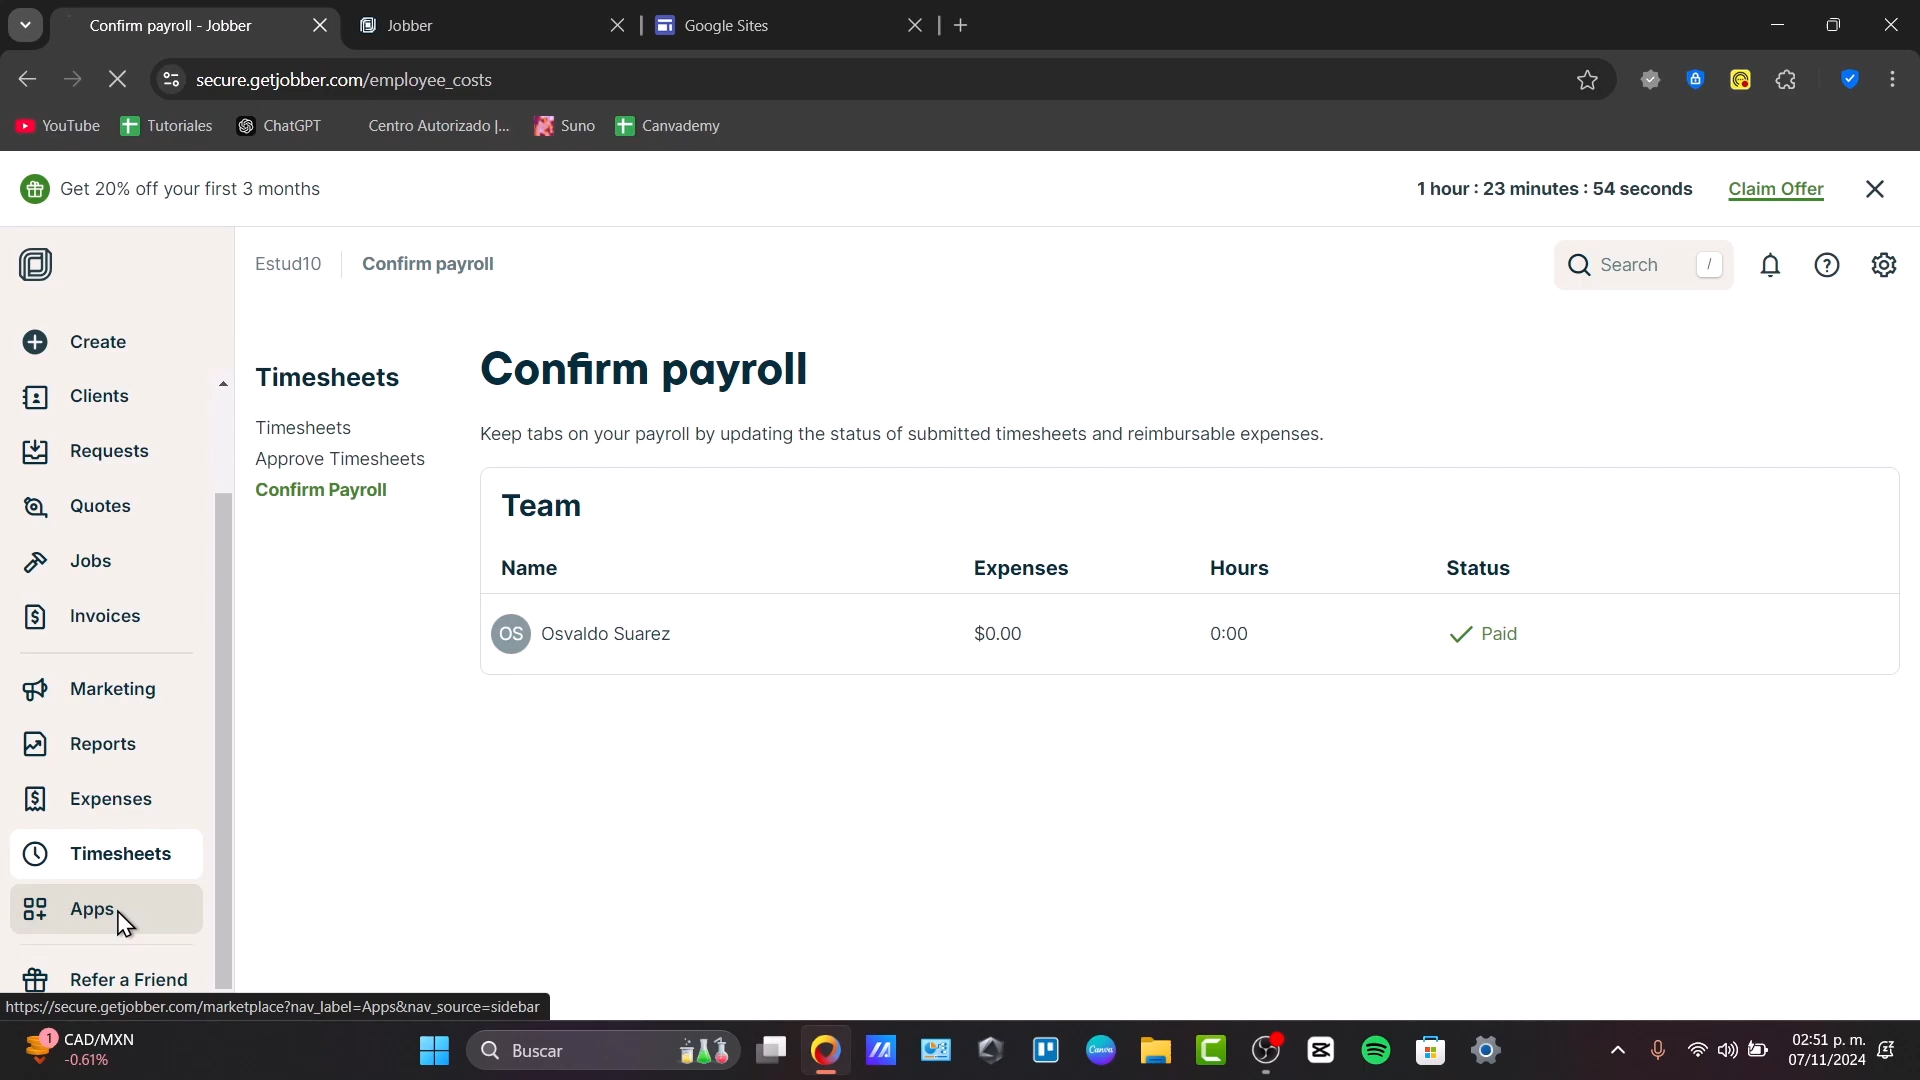 Confirm payroll - Jobber
Jobber
Google Sites
secure.getjobber.com/employee_costs
YouTube
Tutoriales
ChatGPT
Centro Autorizado |...
Suno
Canvademy
Get 20% off your first 3 months
1 hour : 23 minutes : 54 seconds
Claim Offer
Estud10
Confirm payroll
Search
/
Create
Clients
Requests
Quotes
Jobs
Invoices
Marketing
Reports
Expenses
Timesheets
Apps
Refer a Friend
Timesheets
Timesheets
Approve Timesheets
Confirm Payroll
Confirm payroll
Keep tabs on your payroll by updating the status of submitted timesheets and reimbursable expenses.
Team
Name Expenses Hours Status
OS Osvaldo Suarez $0.00 0:00 Paid
https://secure.getjobber.com/marketplace?nav_label=Apps&nav_source=sidebar
1
CAD/MXN
-0.61%
Buscar
Canva
02:51 p. m.
07/11/2024